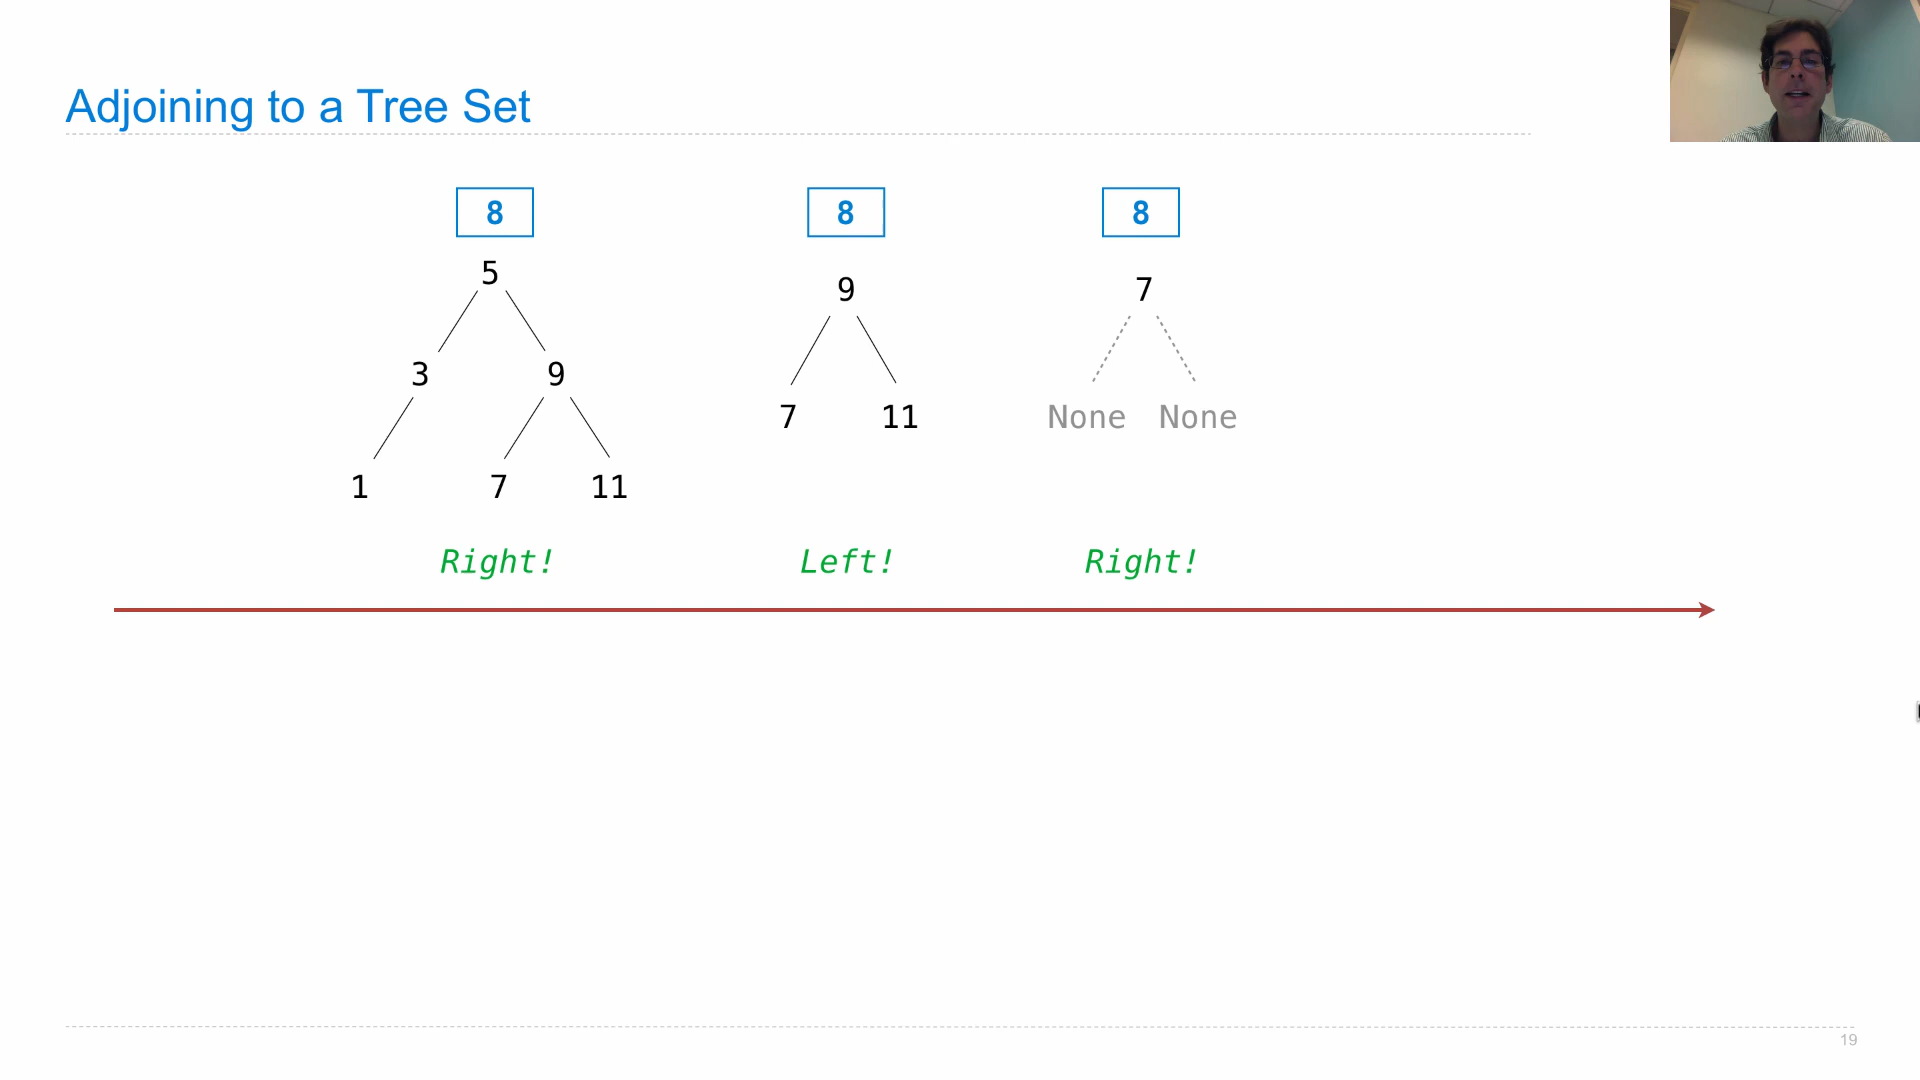 Adjoining to a Tree Set
8 8 8
5
9 7
3 9
7 11 None None
1 7 11
Right! Left! Right!
19